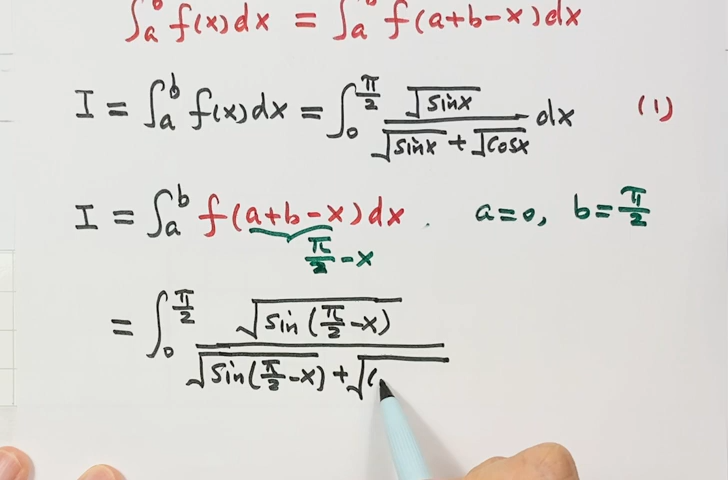 ∫ₐᵇ f(x)dx = ∫ₐᵇ f(a+b-x)dx
I = ∫ₐᵇ f(x)dx = ∫₀^(π/2) √sinx / (√sinx + √cosx) dx (1)
I = ∫ₐᵇ f(a+b-x)dx . a=0, b=π/2
π/2 -x
= ∫₀^(π/2) √sin(π/2 -x) / (√sin(π/2 -x) + √(